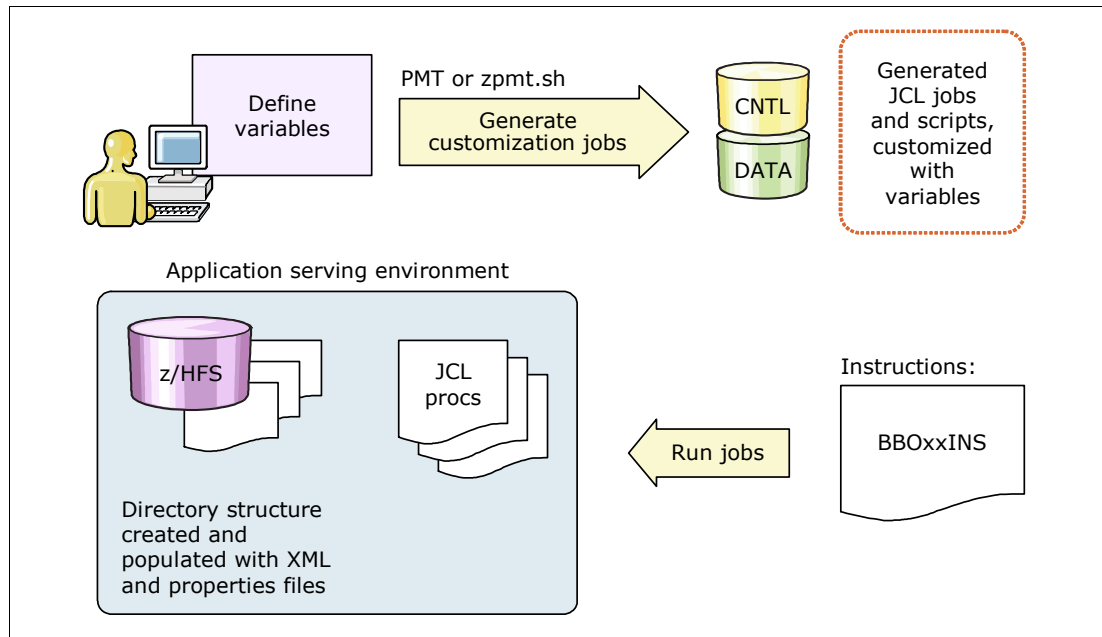 Define
variables
PMT or zpmt.sh
Generate
customization jobs
CNTL
DATA
Generated
JCL jobs
and scripts,
customized
with
variables
Application serving environment
z/HFS
JCL
procs
Directory structure
created and
populated with XML
and properties files
Run jobs
Instructions:
BBOxxINS